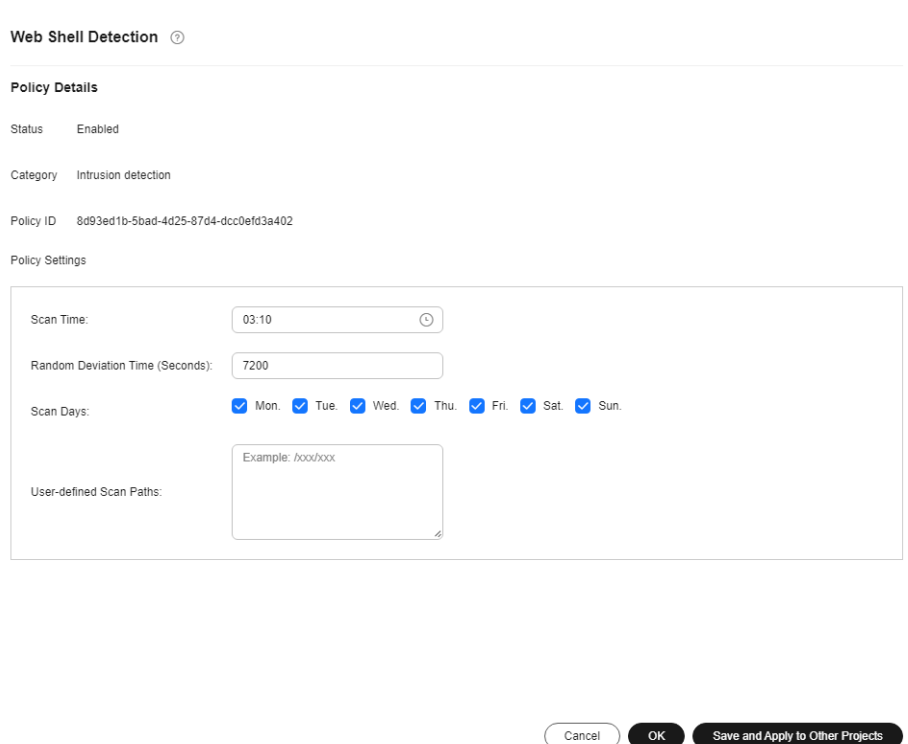 Web Shell Detection
Policy Details
Status Enabled
Category Intrusion detection
Policy ID 8d93ed1b-5bad-4d25-87d4-dcc0efd3a402
Policy Settings
Scan Time: 03:10
Random Deviation Time (Seconds): 7200
Scan Days: Mon. Tue. Wed. Thu. Fri. Sat. Sun.
User-defined Scan Paths: Example: /xxx/xxx
Cancel OK Save and Apply to Other Projects